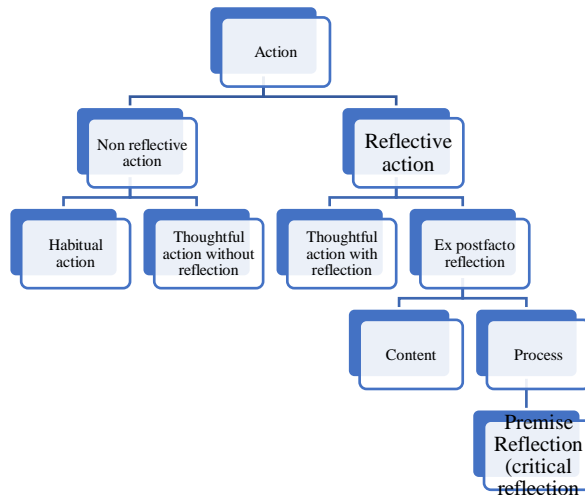 Action
Non reflective
action
Reflective
action
Habitual
action
Thoughtful
action without
reflection
Thoughtful
action with
reflection
Ex postfacto
reflection
Content
Process
Premise
Reflection
(critical
reflection